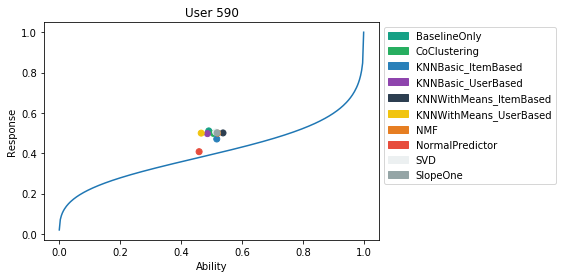 User 590
1.0
0.8
0.6
0.4
0.2
0.0
Response
0.0 0.2 0.4 0.6 0.8 1.0
Ability
BaselineOnly
CoClustering
KNNBasic_ItemBased
KNNBasic_UserBased
KNNWithMeans_ItemBased
KNNWithMeans_UserBased
NMF
NormalPredictor
SVD
SlopeOne